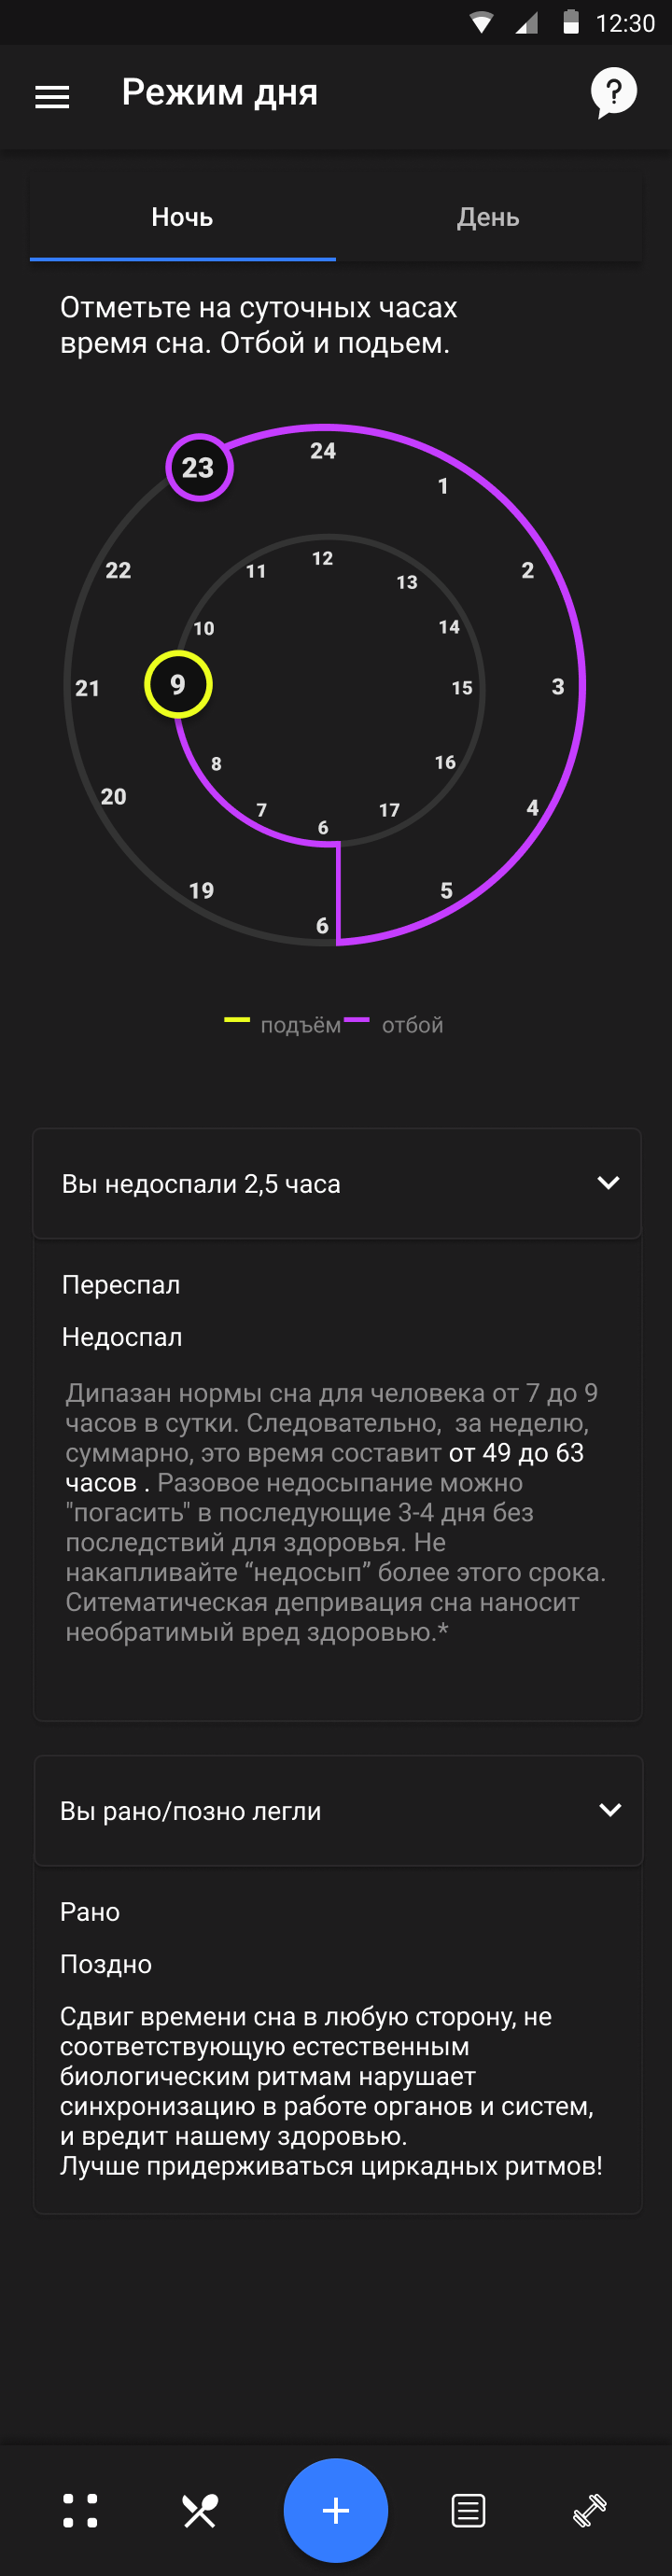 12:30
Режим дня
?
Ночь
День
Отметьте на суточных часах
время сна. Отбой и подьем.
23
24
1
22
11
12
13
2
10
14
21
9
15
3
8
16
20
7
6
17
4
19
6
5
подъём
отбой
Вы недоспали 2,5 часа
Переспал
Недоспал
Дипазан нормы сна для человека от 7 до 9
часов в сутки. Следовательно,  за неделю,
суммарно, это время составит от 49 до 63
часов . Разовое недосыпание можно
"погасить" в последующие 3-4 дня без
последствий для здоровья. Не
накапливайте “недосып” более этого срока.
Ситематическая депривация сна наносит
необратимый вред здоровью.*
Вы рано/позно легли
Рано
Поздно
Сдвиг времени сна в любую сторону, не
соответствующую естественным
биологическим ритмам нарушает
синхронизацию в работе органов и систем,
и вредит нашему здоровью.
Лучше придерживаться циркадных ритмов!
+